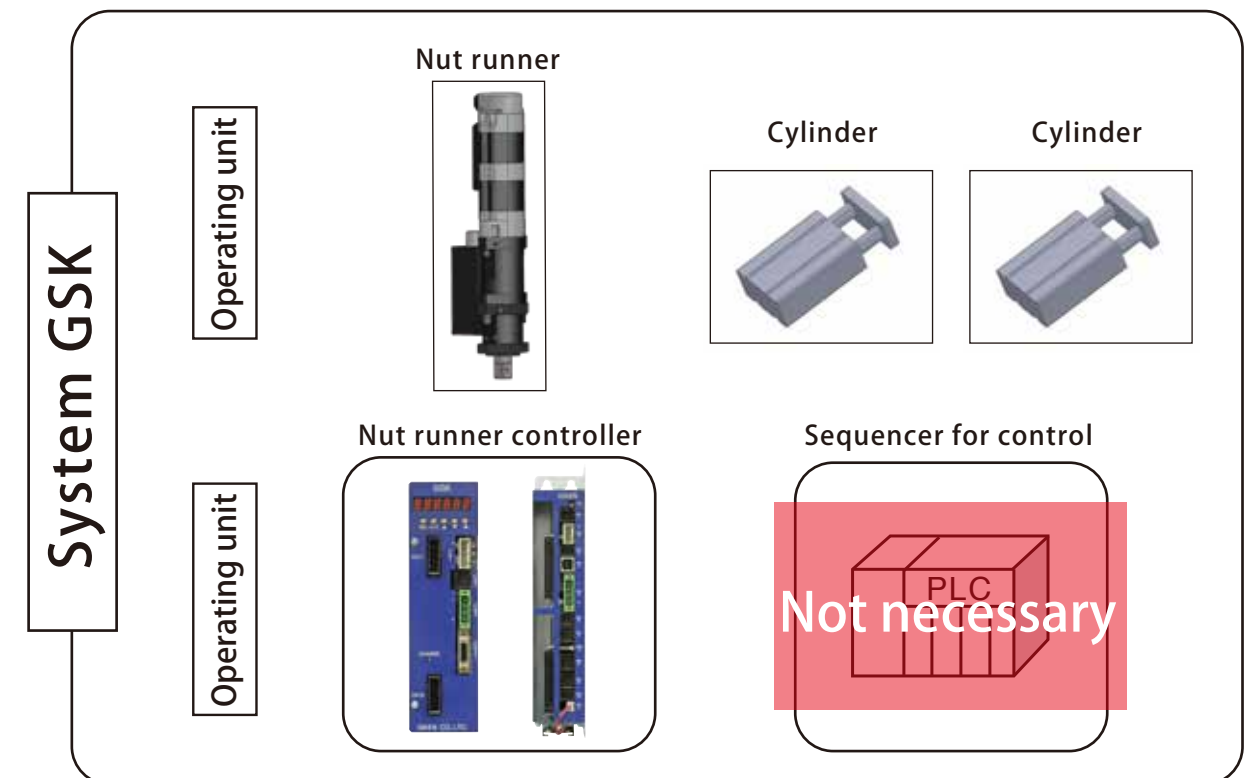 System GSK
Operating unit
Nut runner
Cylinder
Cylinder
Operating unit
Nut runner controller
Sequencer for control
PLC
Not necessary